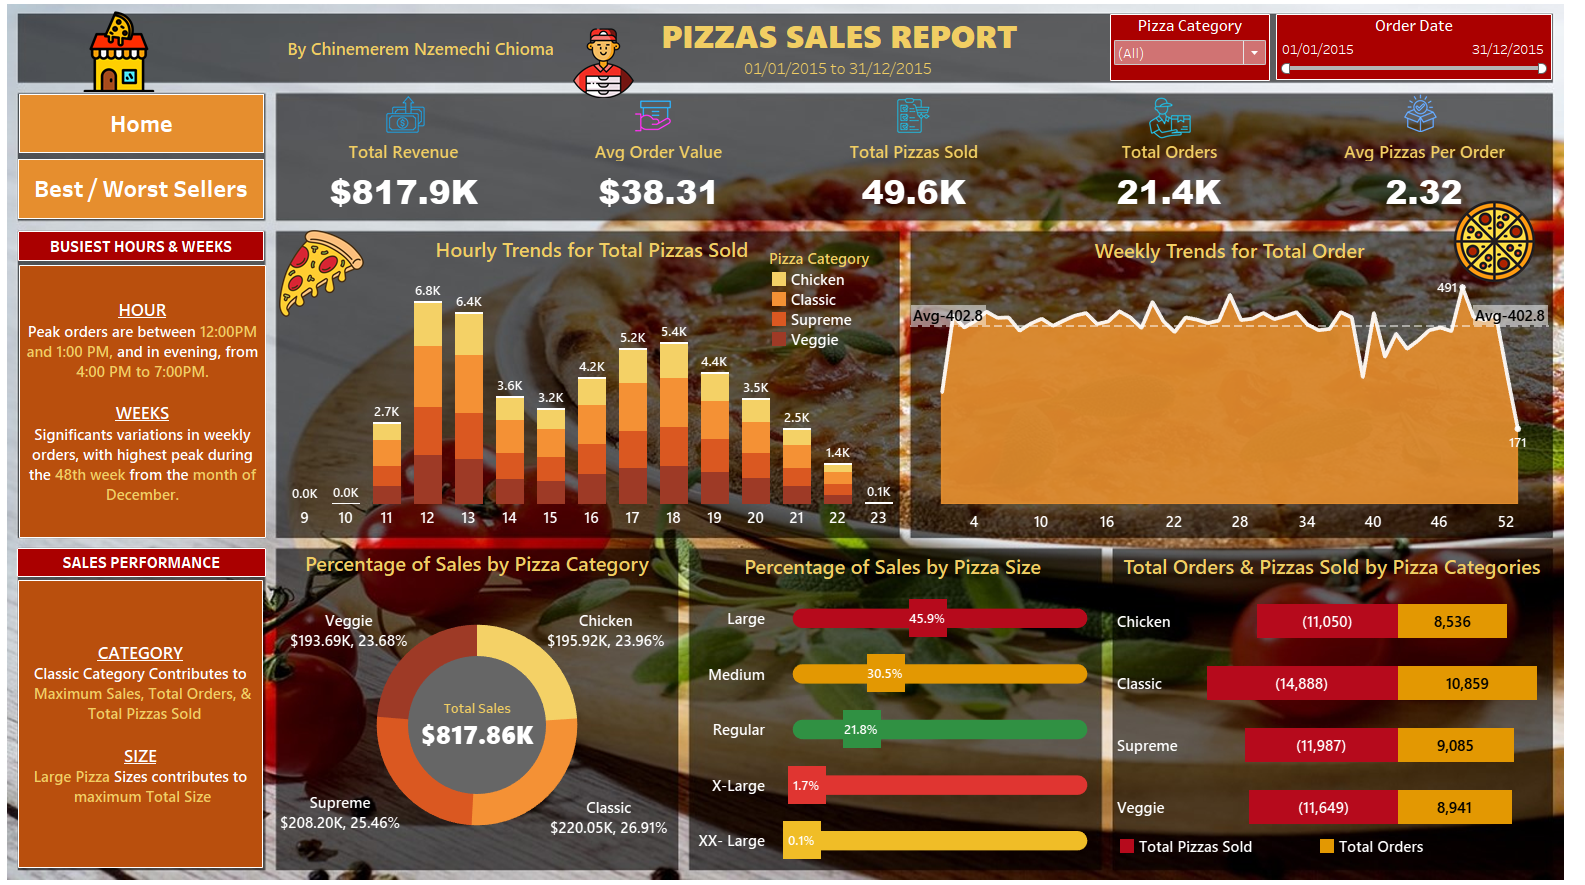 By Chinemerem Nzemechi Chioma
PIZZAS SALES REPORT
01/01/2015 to 31/12/2015
Pizza Category
(All)
Order Date
01/01/2015 31/12/2015
Home
Best / Worst Sellers
Total Revenue
$817.9K
Avg Order Value
$38.31
Total Pizzas Sold
49.6K
Total Orders
21.4K
Avg Pizzas Per Order
2.32
BUSIEST HOURS & WEEKS
HOUR
Peak orders are between 12:00PM
and 1:00 PM, and in evening, from
4:00 PM to 7:00PM.
WEEKS
Significants variations in weekly
orders, with highest peak during
the 48th week from the month of
December.
Hourly Trends for Total Pizzas Sold
Pizza Category
Chicken
Classic
Supreme
Veggie
0.0K 0.0K 2.7K 6.8K 6.4K 3.6K 3.2K 4.2K 5.2K 5.4K 4.4K 3.5K 2.5K 1.4K 0.1K
9 10 11 12 13 14 15 16 17 18 19 20 21 22 23
Weekly Trends for Total Order
491
Avg-402.8 Avg-402.8
171
4 10 16 22 28 34 40 46 52
SALES PERFORMANCE
CATEGORY
Classic Category Contributes to
Maximum Sales, Total Orders, &
Total Pizzas Sold
SIZE
Large Pizza Sizes contributes to
maximum Total Size
Percentage of Sales by Pizza Category
Veggie
$193.69K, 23.68%
Chicken
$195.92K, 23.96%
Total Sales
$817.86K
Supreme
$208.20K, 25.46%
Classic
$220.05K, 26.91%
Percentage of Sales by Pizza Size
Large 45.9%
Medium 30.5%
Regular 21.8%
X-Large 1.7%
XX- Large 0.1%
Total Orders & Pizzas Sold by Pizza Categories
Chicken (11,050) 8,536
Classic (14,888) 10,859
Supreme (11,987) 9,085
Veggie (11,649) 8,941
Total Pizzas Sold Total Orders